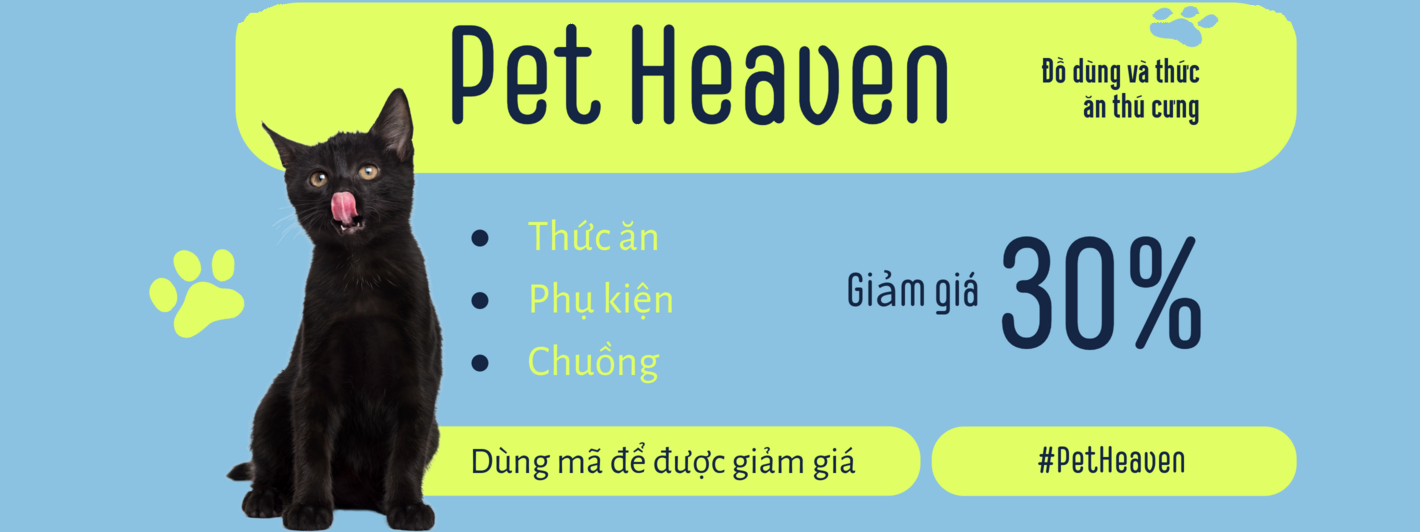 Pet Heaven
Đồ dùng và thức
ăn thú cưng
Thức ăn
Phụ kiện
Chuồng
Giảm giá 30%
Dùng mã để được giảm giá
#PetHeaven